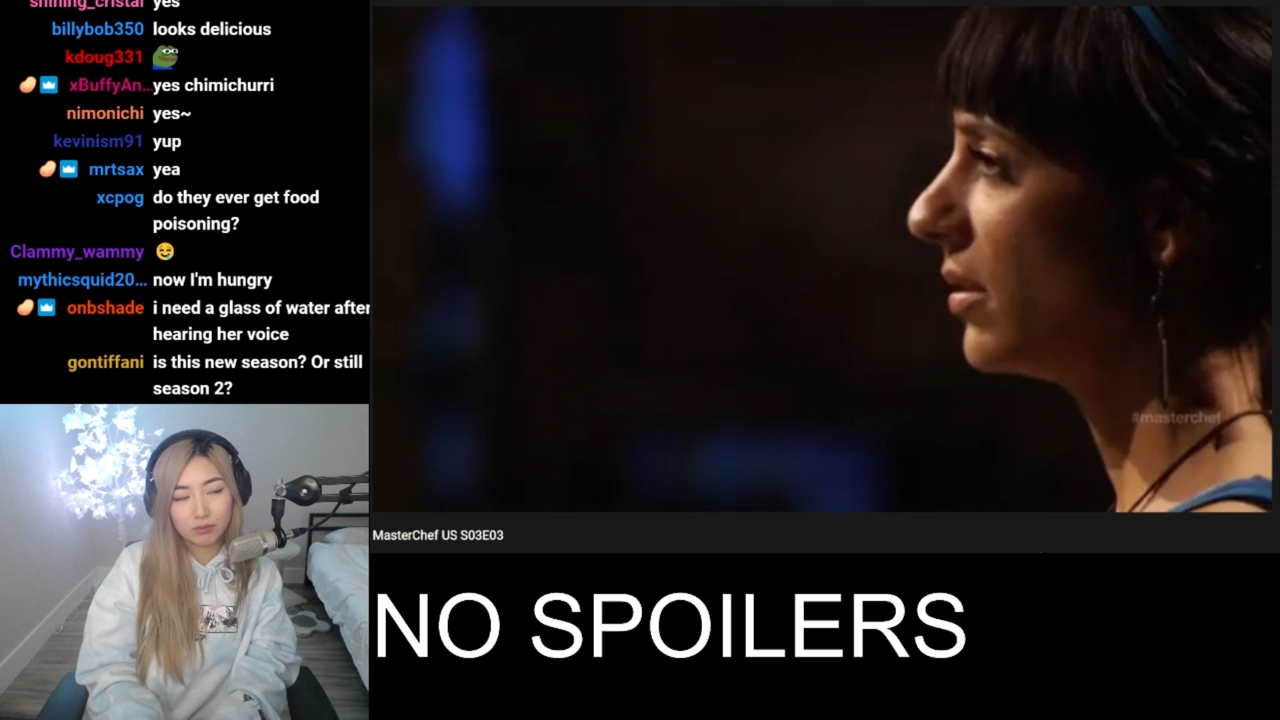 shining_cristal yes
billybob350 looks delicious
kdoug331
xBuffyAn... yes chimichurri
nimonichi yes~
kevinism91 yup
mrtsax yea
xcpog do they ever get food
poisoning?
Clammy_wammy
mythicsquid20... now I'm hungry
onbshade i need a glass of water after
hearing her voice
gontiffani is this new season? Or still
season 2?
#masterchef
MasterChef US S03E03
NO SPOILERS